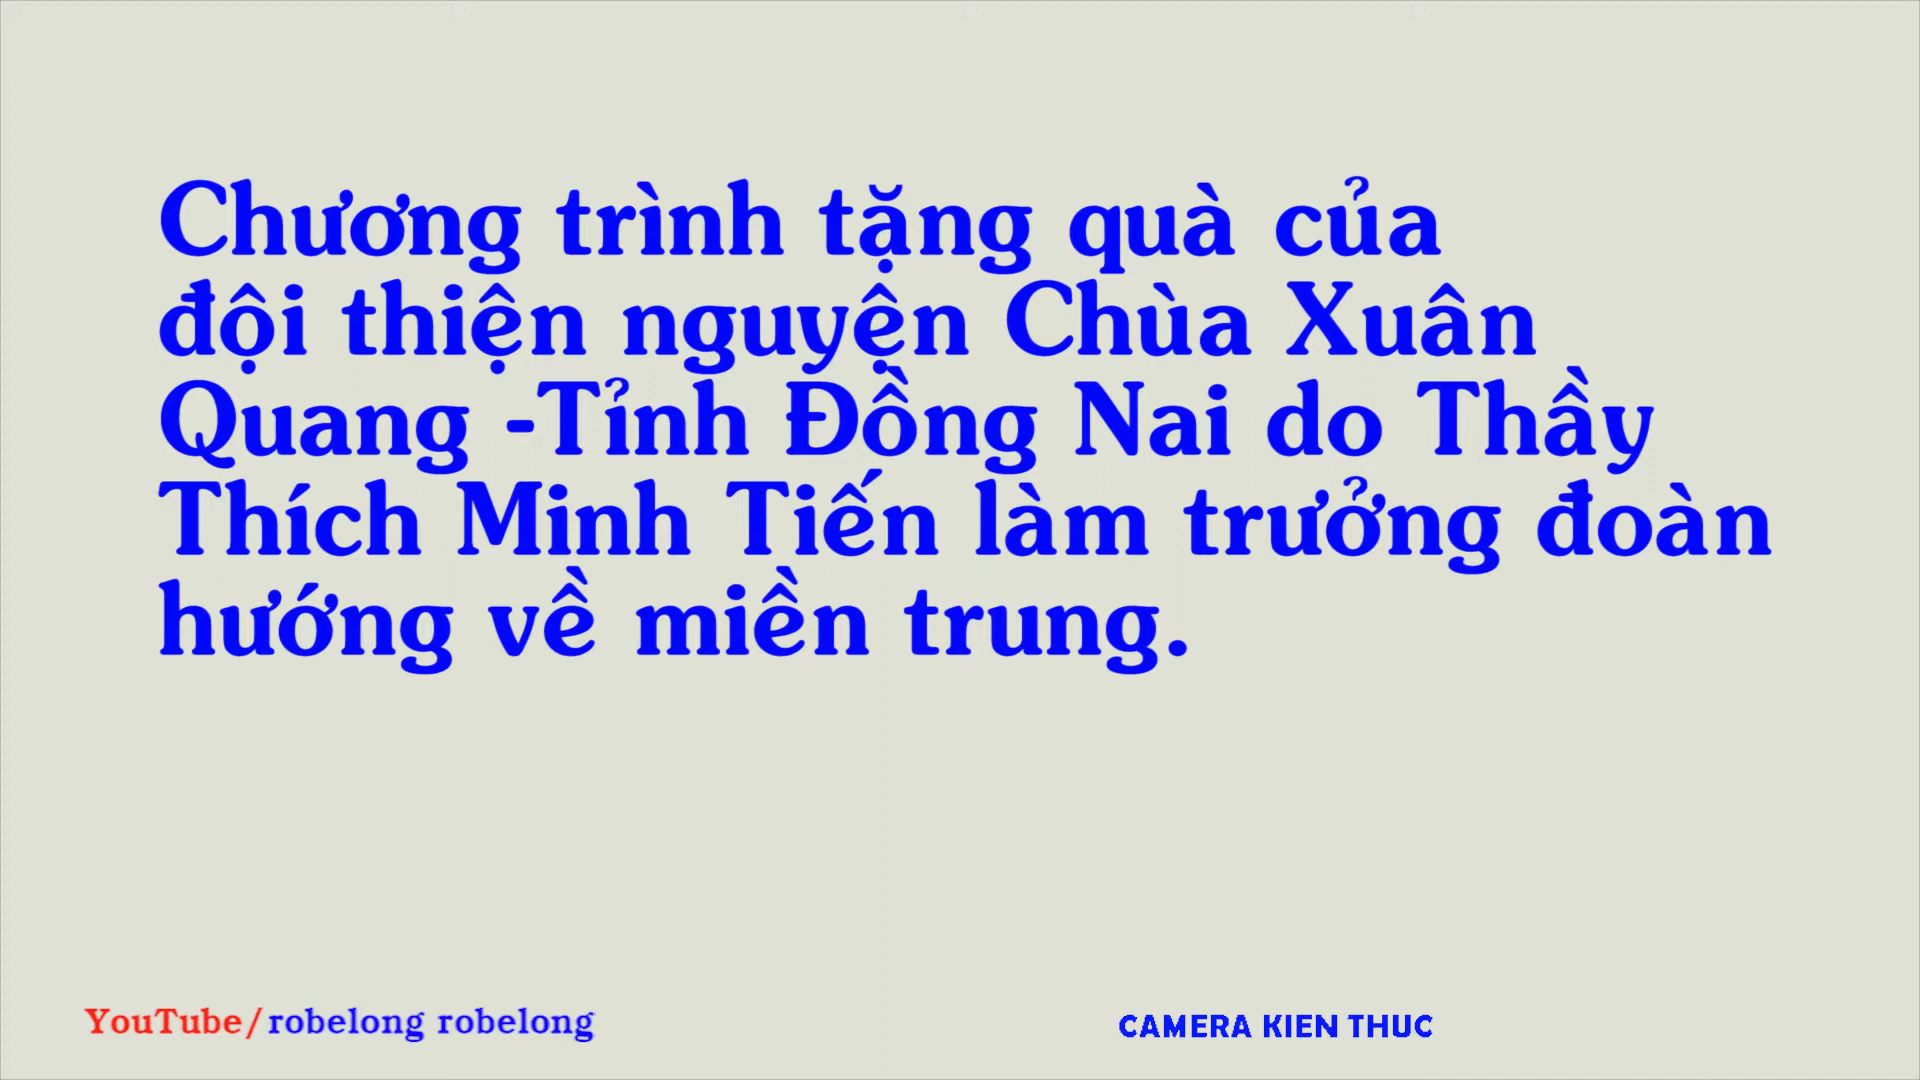 Chương trình tặng quà của
đội thiện nguyện Chùa Xuân
Quang -Tỉnh Đồng Nai do Thầy
Thích Minh Tiến làm trưởng đoàn
hướng về miền trung.
YouTube/robelong robelong
CAMERA KIEN THUC